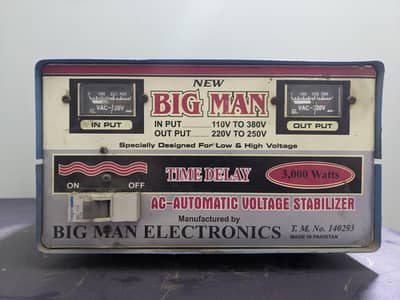 NEW
BIG MAN
IN PUT 110V TO 380V
OUT PUT 220V TO 250V
Specially Designed For Low & High Voltage
IN PUT
OUT PUT
TIME DELAY
3,000 Watts
ON OFF
AC-AUTOMATIC VOLTAGE STABILIZER
Manufactured by
BIG MAN ELECTRONICS
T. M. No. 140293
MADE IN PAKISTAN